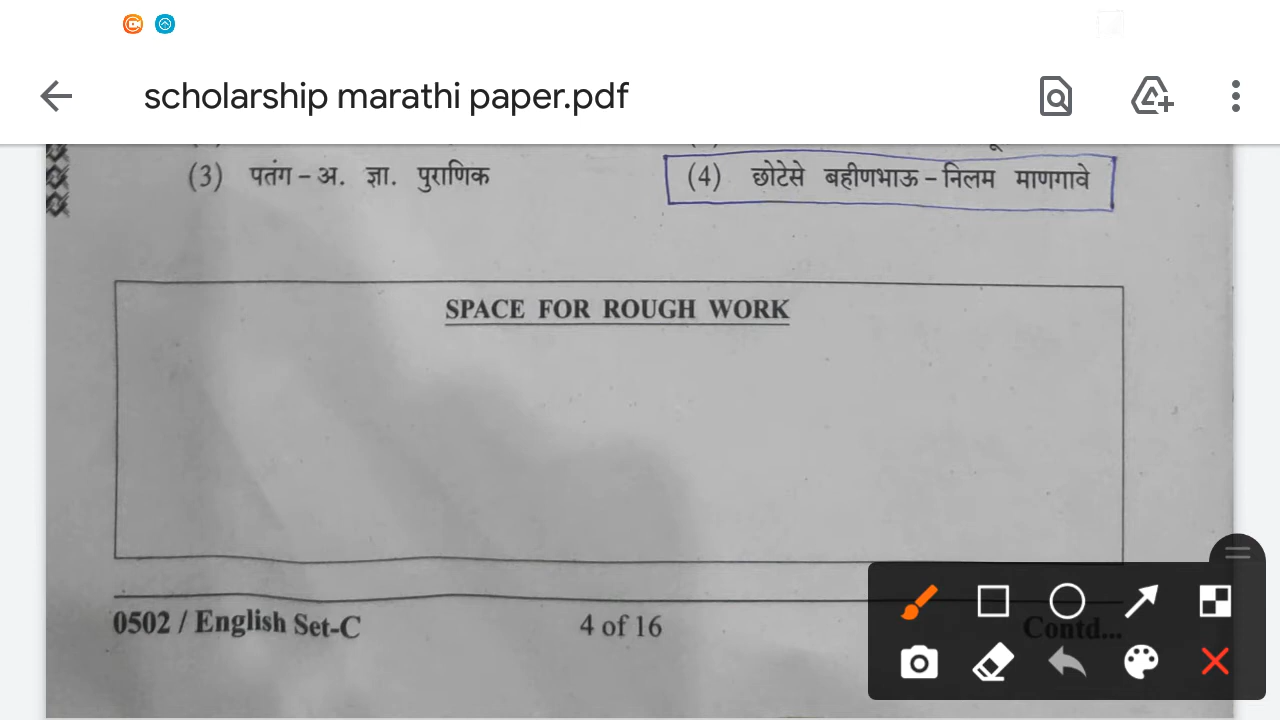 scholarship marathi paper.pdf
(3) पतंग – अ. ज्ञा. पुराणिक
(4) छोटेसे बहीणभाऊ – निलम माणगावे
SPACE FOR ROUGH WORK
0502 / English Set-C
4 of 16
Contd...